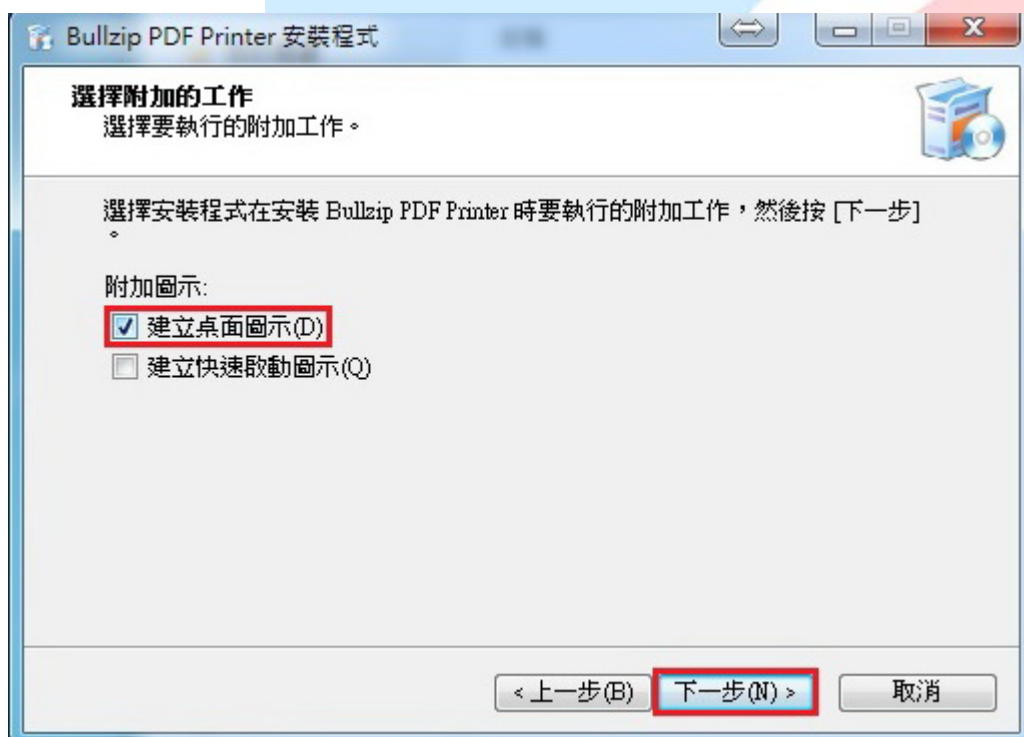 Bullzip PDF Printer 安裝程式
選擇附加的工作
選擇要執行的附加工作。
選擇安裝程式在安裝 Bullzip PDF Printer 時要執行的附加工作，然後按 [下一步]
。
附加圖示:
建立桌面圖示(D)
建立快速啟動圖示(Q)
<上一步(B)
下一步(N) >
取消